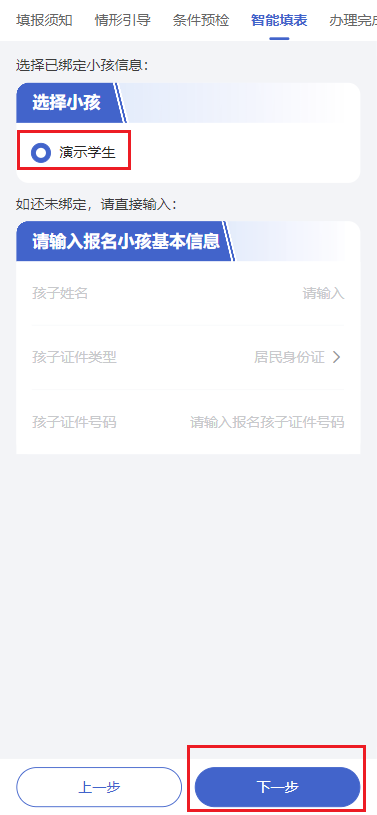 填报须知 情形引导 条件预检 智能填表 办理完成
选择已绑定小孩信息：
选择小孩
演示学生
如还未绑定，请直接输入：
请输入报名小孩基本信息
孩子姓名 请输入
孩子证件类型 居民身份证
孩子证件号码 请输入报名孩子证件号码
上一步 下一步